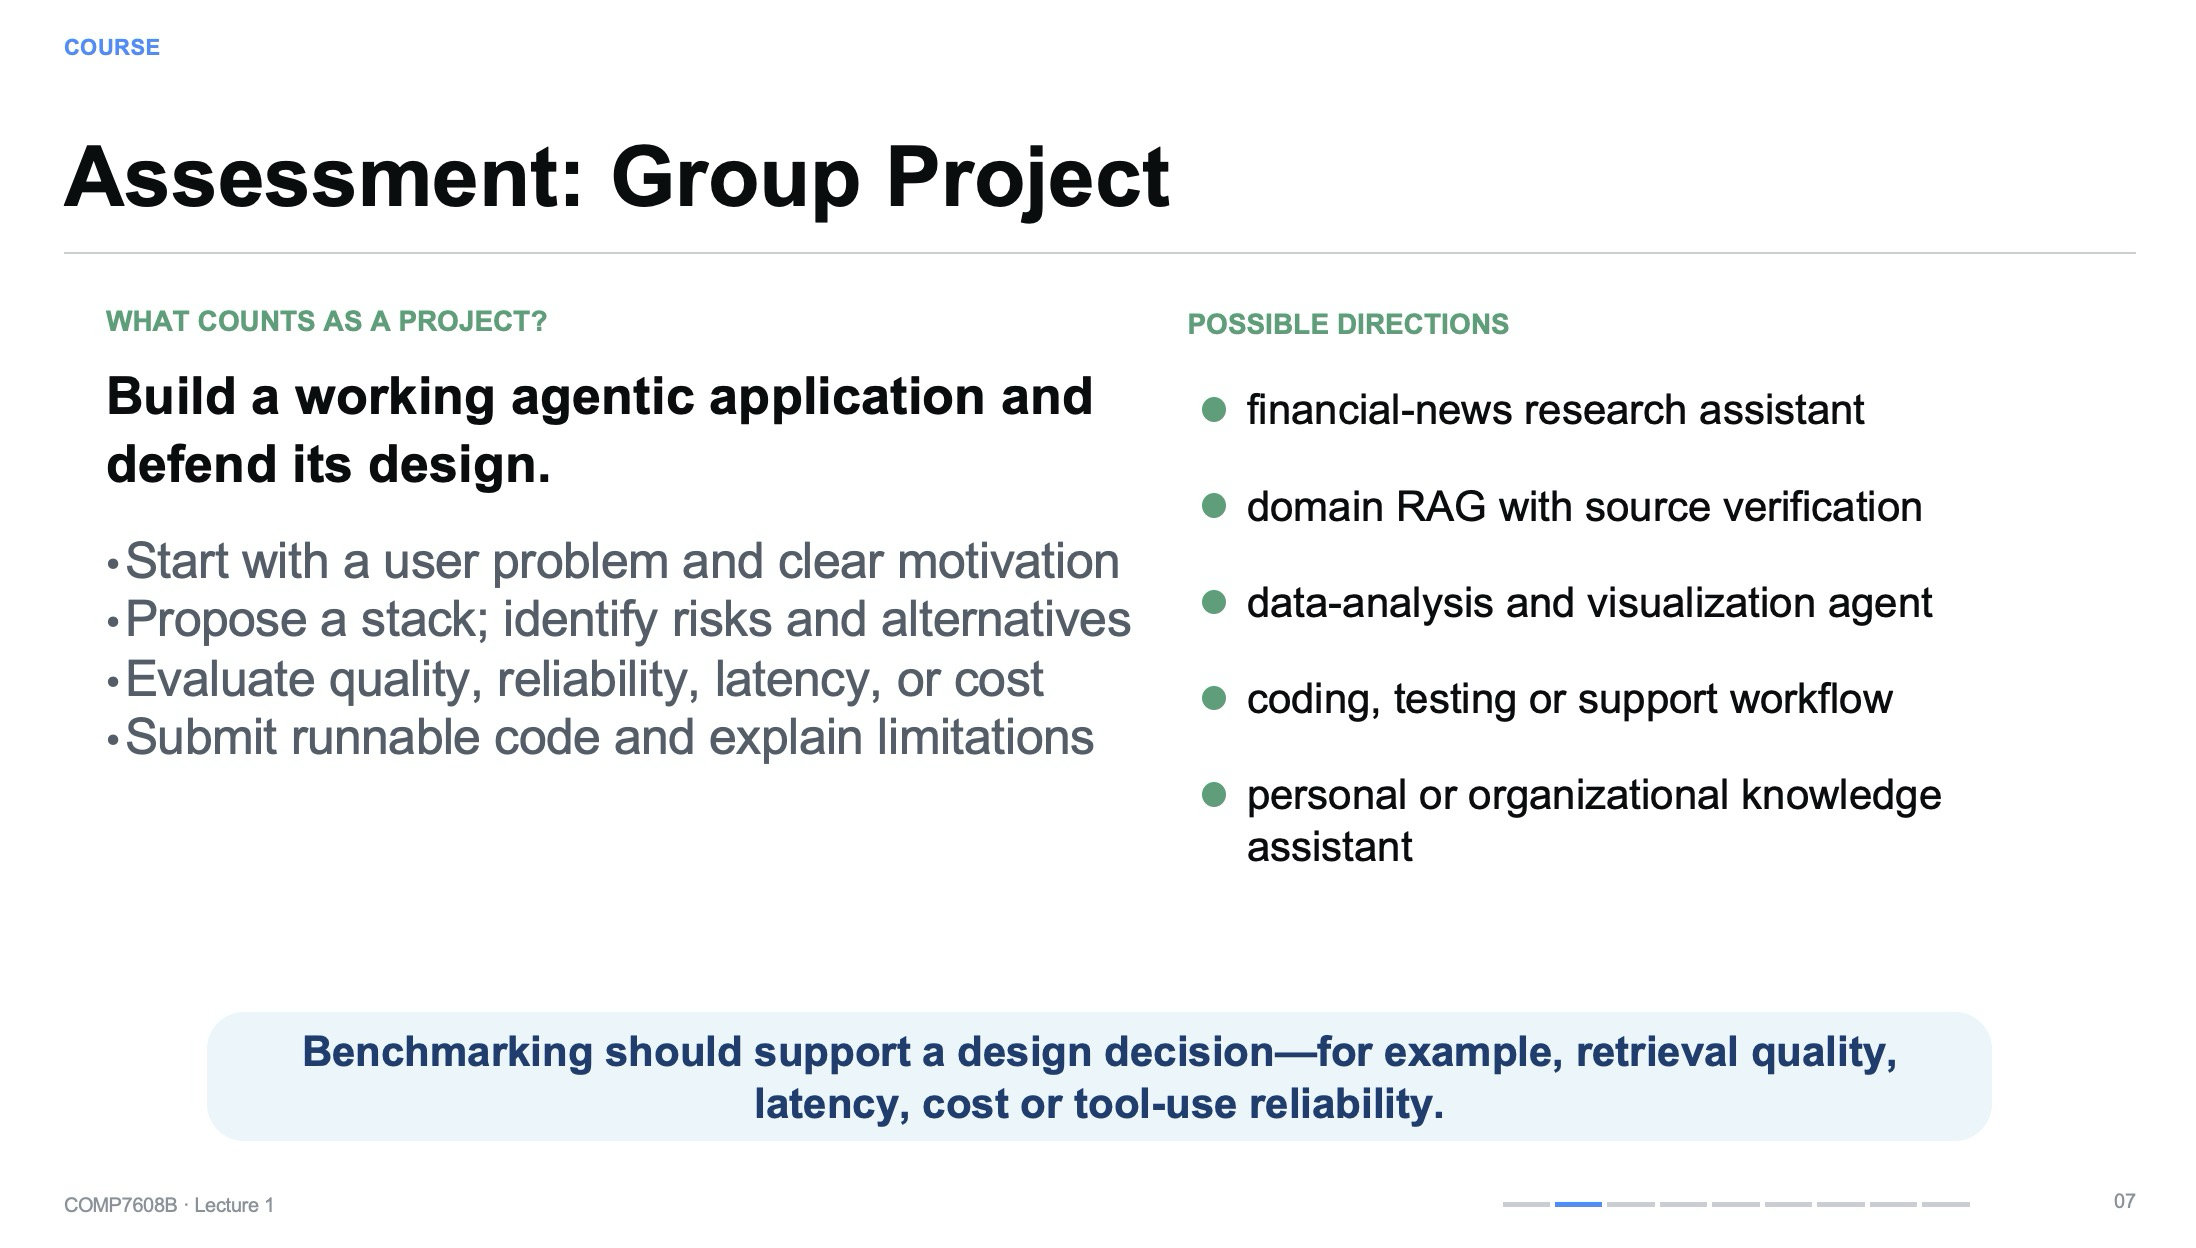 COURSE
Assessment: Group Project
WHAT COUNTS AS A PROJECT?
Build a working agentic application and
defend its design.
•Start with a user problem and clear motivation
•Propose a stack; identify risks and alternatives
•Evaluate quality, reliability, latency, or cost
•Submit runnable code and explain limitations
POSSIBLE DIRECTIONS
● financial-news research assistant
● domain RAG with source verification
● data-analysis and visualization agent
● coding, testing or support workflow
● personal or organizational knowledge
assistant
Benchmarking should support a design decision—for example, retrieval quality,
latency, cost or tool-use reliability.
COMP7608B · Lecture 1
07